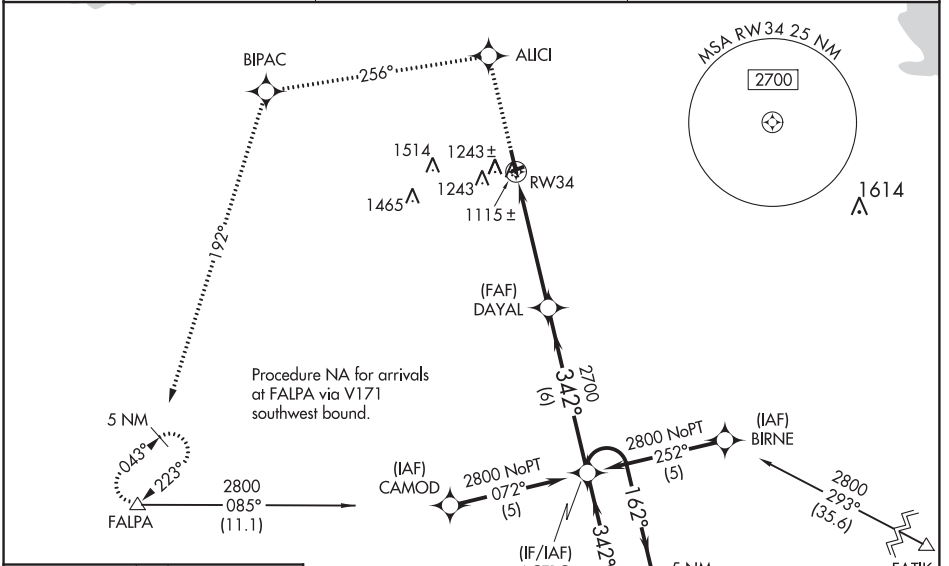 MSA RW34 25 NM
2700
1614
BIPAC
256°
ALICI
1514
1243±
1243
1465
RW34
1115±
192°
(FAF)
DAYAL
2700
342°
(6)
Procedure NA for arrivals
at FALPA via V171
southwest bound.
5 NM
043°
223°
FALPA
2800
085°
(11.1)
(IAF)
CAMOD
2800 NoPT
072°
(5)
(IAF)
BIRNE
2800 NoPT
252°
(5)
2800
293°
(35.6)
162°
342°
(IF/IAF)
5 NM